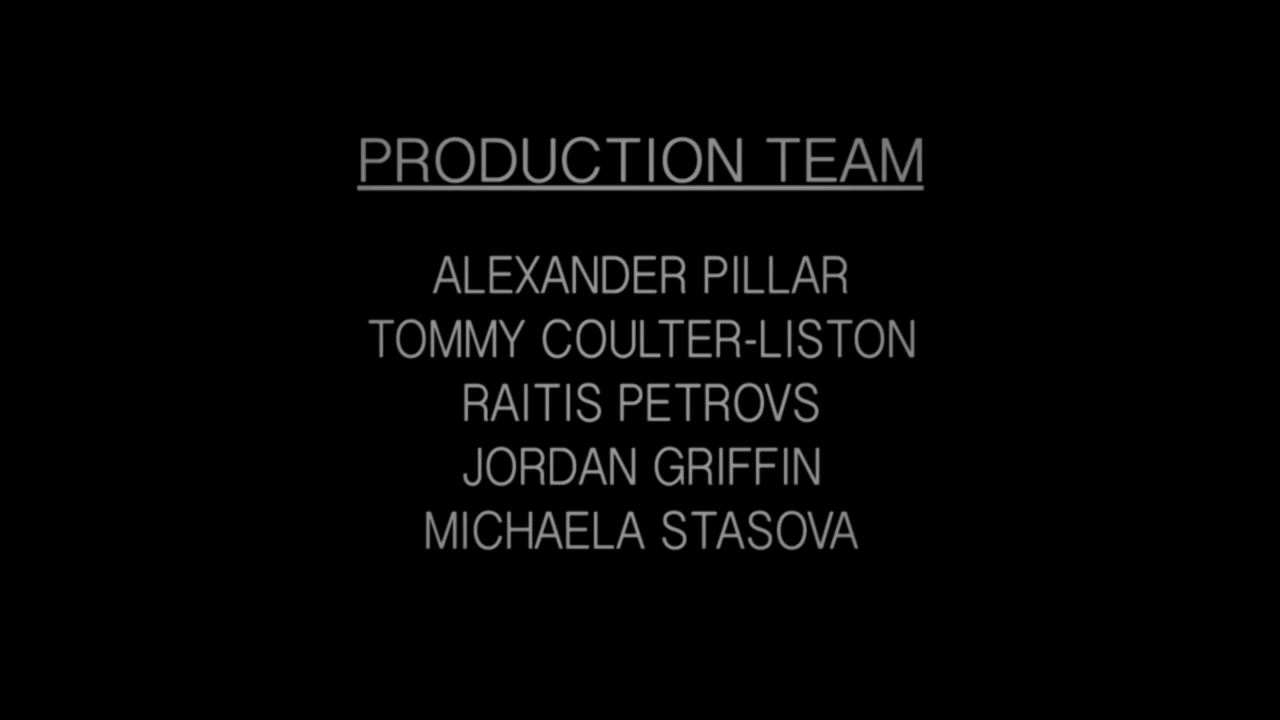 PRODUCTION TEAM
ALEXANDER PILLAR
TOMMY COULTER-LISTON
RAITIS PETROVS
JORDAN GRIFFIN
MICHAELA STASOVA